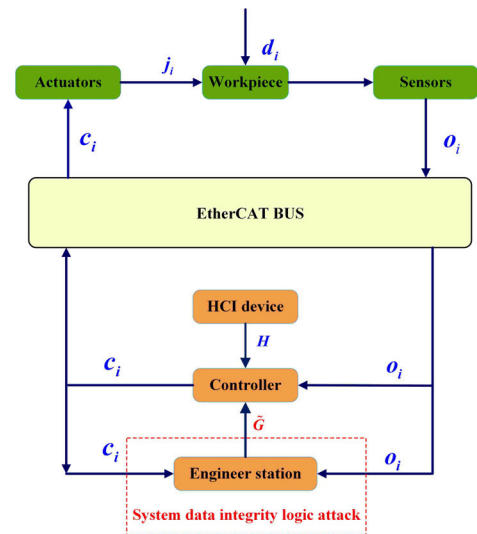 d_i
Actuators
j_i
Workpiece
Sensors
c_i
o_i
EtherCAT BUS
HCI device
H
c_i
Controller
o_i
G̃
c_i
Engineer station
o_i
System data integrity logic attack